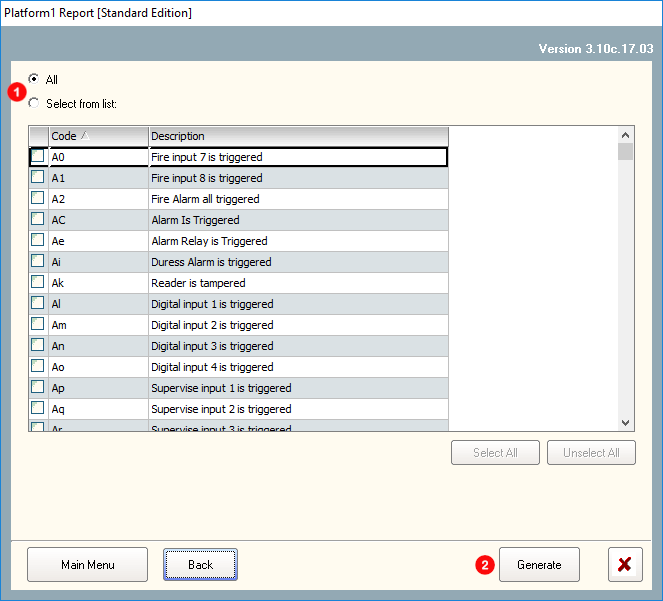 Platform1 Report [Standard Edition]
Version 3.10c.17.03
All
1
Select from list:
Code Description
A0 Fire input 7 is triggered
A1 Fire input 8 is triggered
A2 Fire Alarm all triggered
AC Alarm Is Triggered
Ae Alarm Relay is Triggered
Ai Duress Alarm is triggered
Ak Reader is tampered
Al Digital input 1 is triggered
Am Digital input 2 is triggered
An Digital input 3 is triggered
Ao Digital input 4 is triggered
Ap Supervise input 1 is triggered
Aq Supervise input 2 is triggered
Ar Supervise input 3 is triggered
Select All Unselect All
Main Menu Back 2 Generate